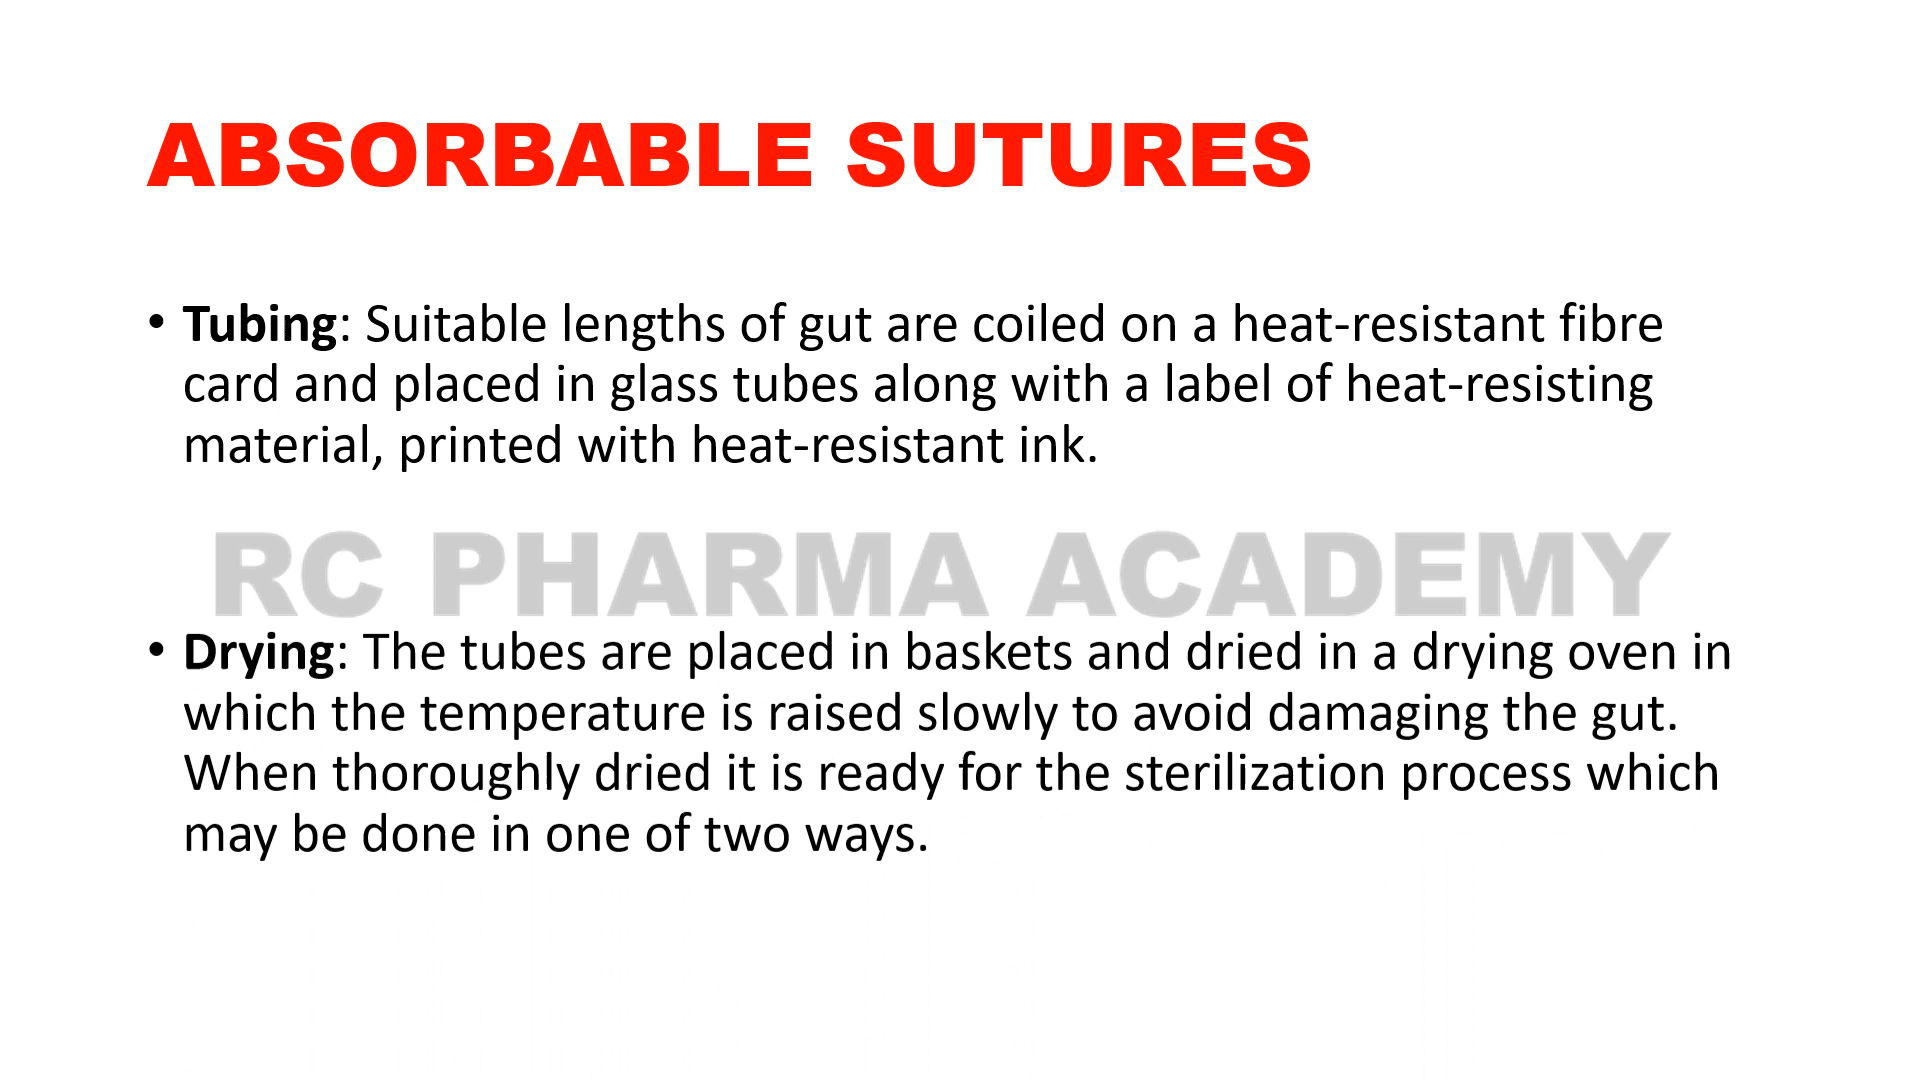 ABSORBABLE SUTURES
• Tubing: Suitable lengths of gut are coiled on a heat-resistant fibre
card and placed in glass tubes along with a label of heat-resisting
material, printed with heat-resistant ink.
RC PHARMA ACADEMY
• Drying: The tubes are placed in baskets and dried in a drying oven in
which the temperature is raised slowly to avoid damaging the gut.
When thoroughly dried it is ready for the sterilization process which
may be done in one of two ways.